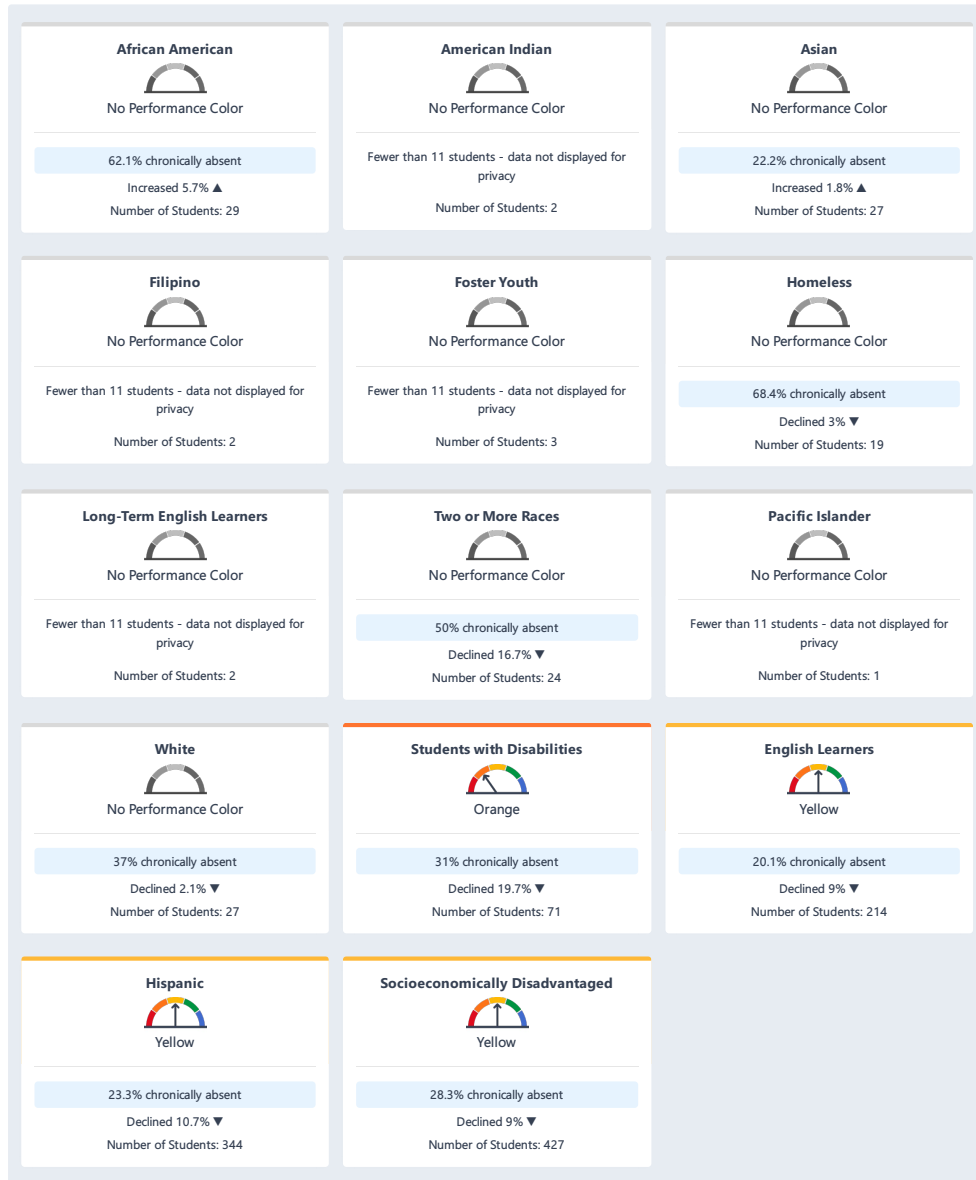 African American
No Performance Color
62.1% chronically absent
Increased 5.7% ▲
Number of Students: 29
American Indian
No Performance Color
Fewer than 11 students - data not displayed for
privacy
Number of Students: 2
Asian
No Performance Color
22.2% chronically absent
Increased 1.8% ▲
Number of Students: 27
Filipino
No Performance Color
Fewer than 11 students - data not displayed for
privacy
Number of Students: 2
Foster Youth
No Performance Color
Fewer than 11 students - data not displayed for
privacy
Number of Students: 3
Homeless
No Performance Color
68.4% chronically absent
Declined 3% ▼
Number of Students: 19
Long-Term English Learners
No Performance Color
Fewer than 11 students - data not displayed for
privacy
Number of Students: 2
Two or More Races
No Performance Color
50% chronically absent
Declined 16.7% ▼
Number of Students: 24
Pacific Islander
No Performance Color
Fewer than 11 students - data not displayed for
privacy
Number of Students: 1
White
No Performance Color
37% chronically absent
Declined 2.1% ▼
Number of Students: 27
Students with Disabilities
Orange
31% chronically absent
Declined 19.7% ▼
Number of Students: 71
English Learners
Yellow
20.1% chronically absent
Declined 9% ▼
Number of Students: 214
Hispanic
Yellow
23.3% chronically absent
Declined 10.7% ▼
Number of Students: 344
Socioeconomically Disadvantaged
Yellow
28.3% chronically absent
Declined 9% ▼
Number of Students: 427